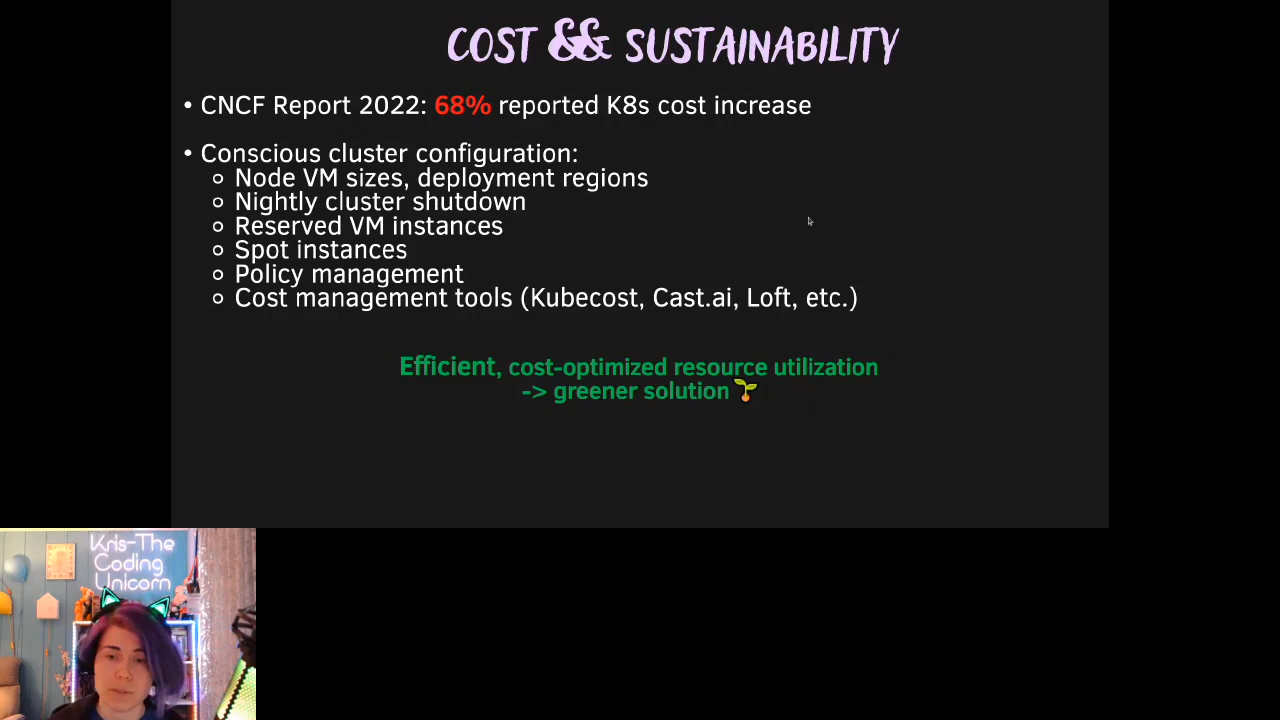 COST && SUSTAINABILITY
• CNCF Report 2022: 68% reported K8s cost increase
• Conscious cluster configuration:
○ Node VM sizes, deployment regions
○ Nightly cluster shutdown
○ Reserved VM instances
○ Spot instances
○ Policy management
○ Cost management tools (Kubecost, Cast.ai, Loft, etc.)
Efficient, cost-optimized resource utilization
-> greener solution🌱
Kris-The
Coding
Unicorn